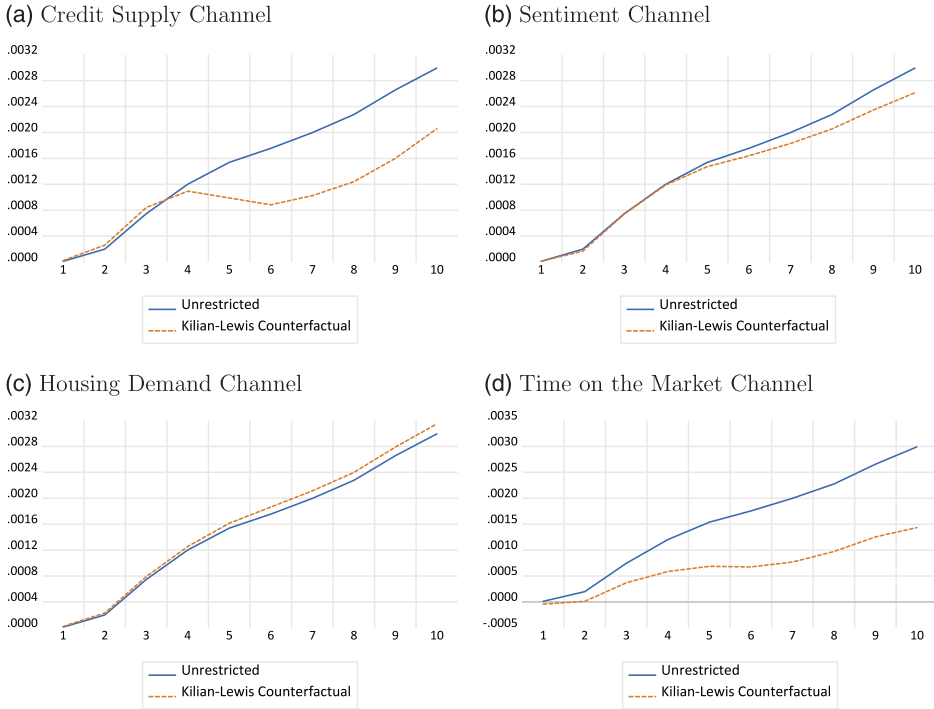 (a) Credit Supply Channel
.0032
.0028
.0024
.0020
.0016
.0012
.0008
.0004
.0000
1 2 3 4 5 6 7 8 9 10
Unrestricted
Kilian-Lewis Counterfactual
(b) Sentiment Channel
.0032
.0028
.0024
.0020
.0016
.0012
.0008
.0004
.0000
1 2 3 4 5 6 7 8 9 10
Unrestricted
Kilian-Lewis Counterfactual
(c) Housing Demand Channel
.0032
.0028
.0024
.0020
.0016
.0012
.0008
.0004
.0000
1 2 3 4 5 6 7 8 9 10
Unrestricted
Kilian-Lewis Counterfactual
(d) Time on the Market Channel
.0035
.0030
.0025
.0020
.0015
.0010
.0005
.0000
-.0005
1 2 3 4 5 6 7 8 9 10
Unrestricted
Kilian-Lewis Counterfactual